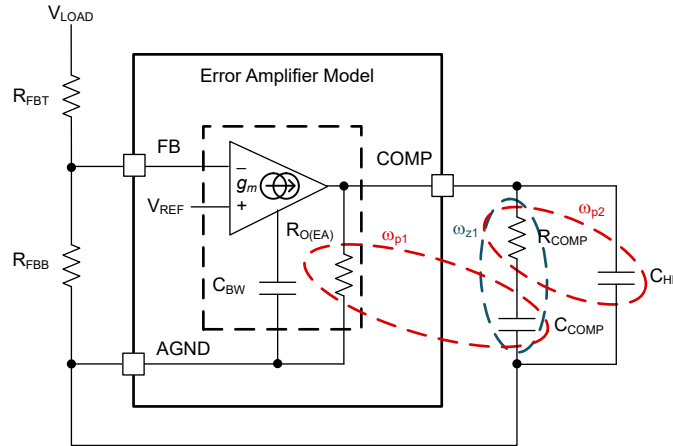 VLOAD
Error Amplifier Model
RFBT
FB
COMP
gm
−
+
VREF
RO(EA)
ωp1
ωz1
ωp2
RCOMP
RFBB
CBW
CHF
CCOMP
AGND